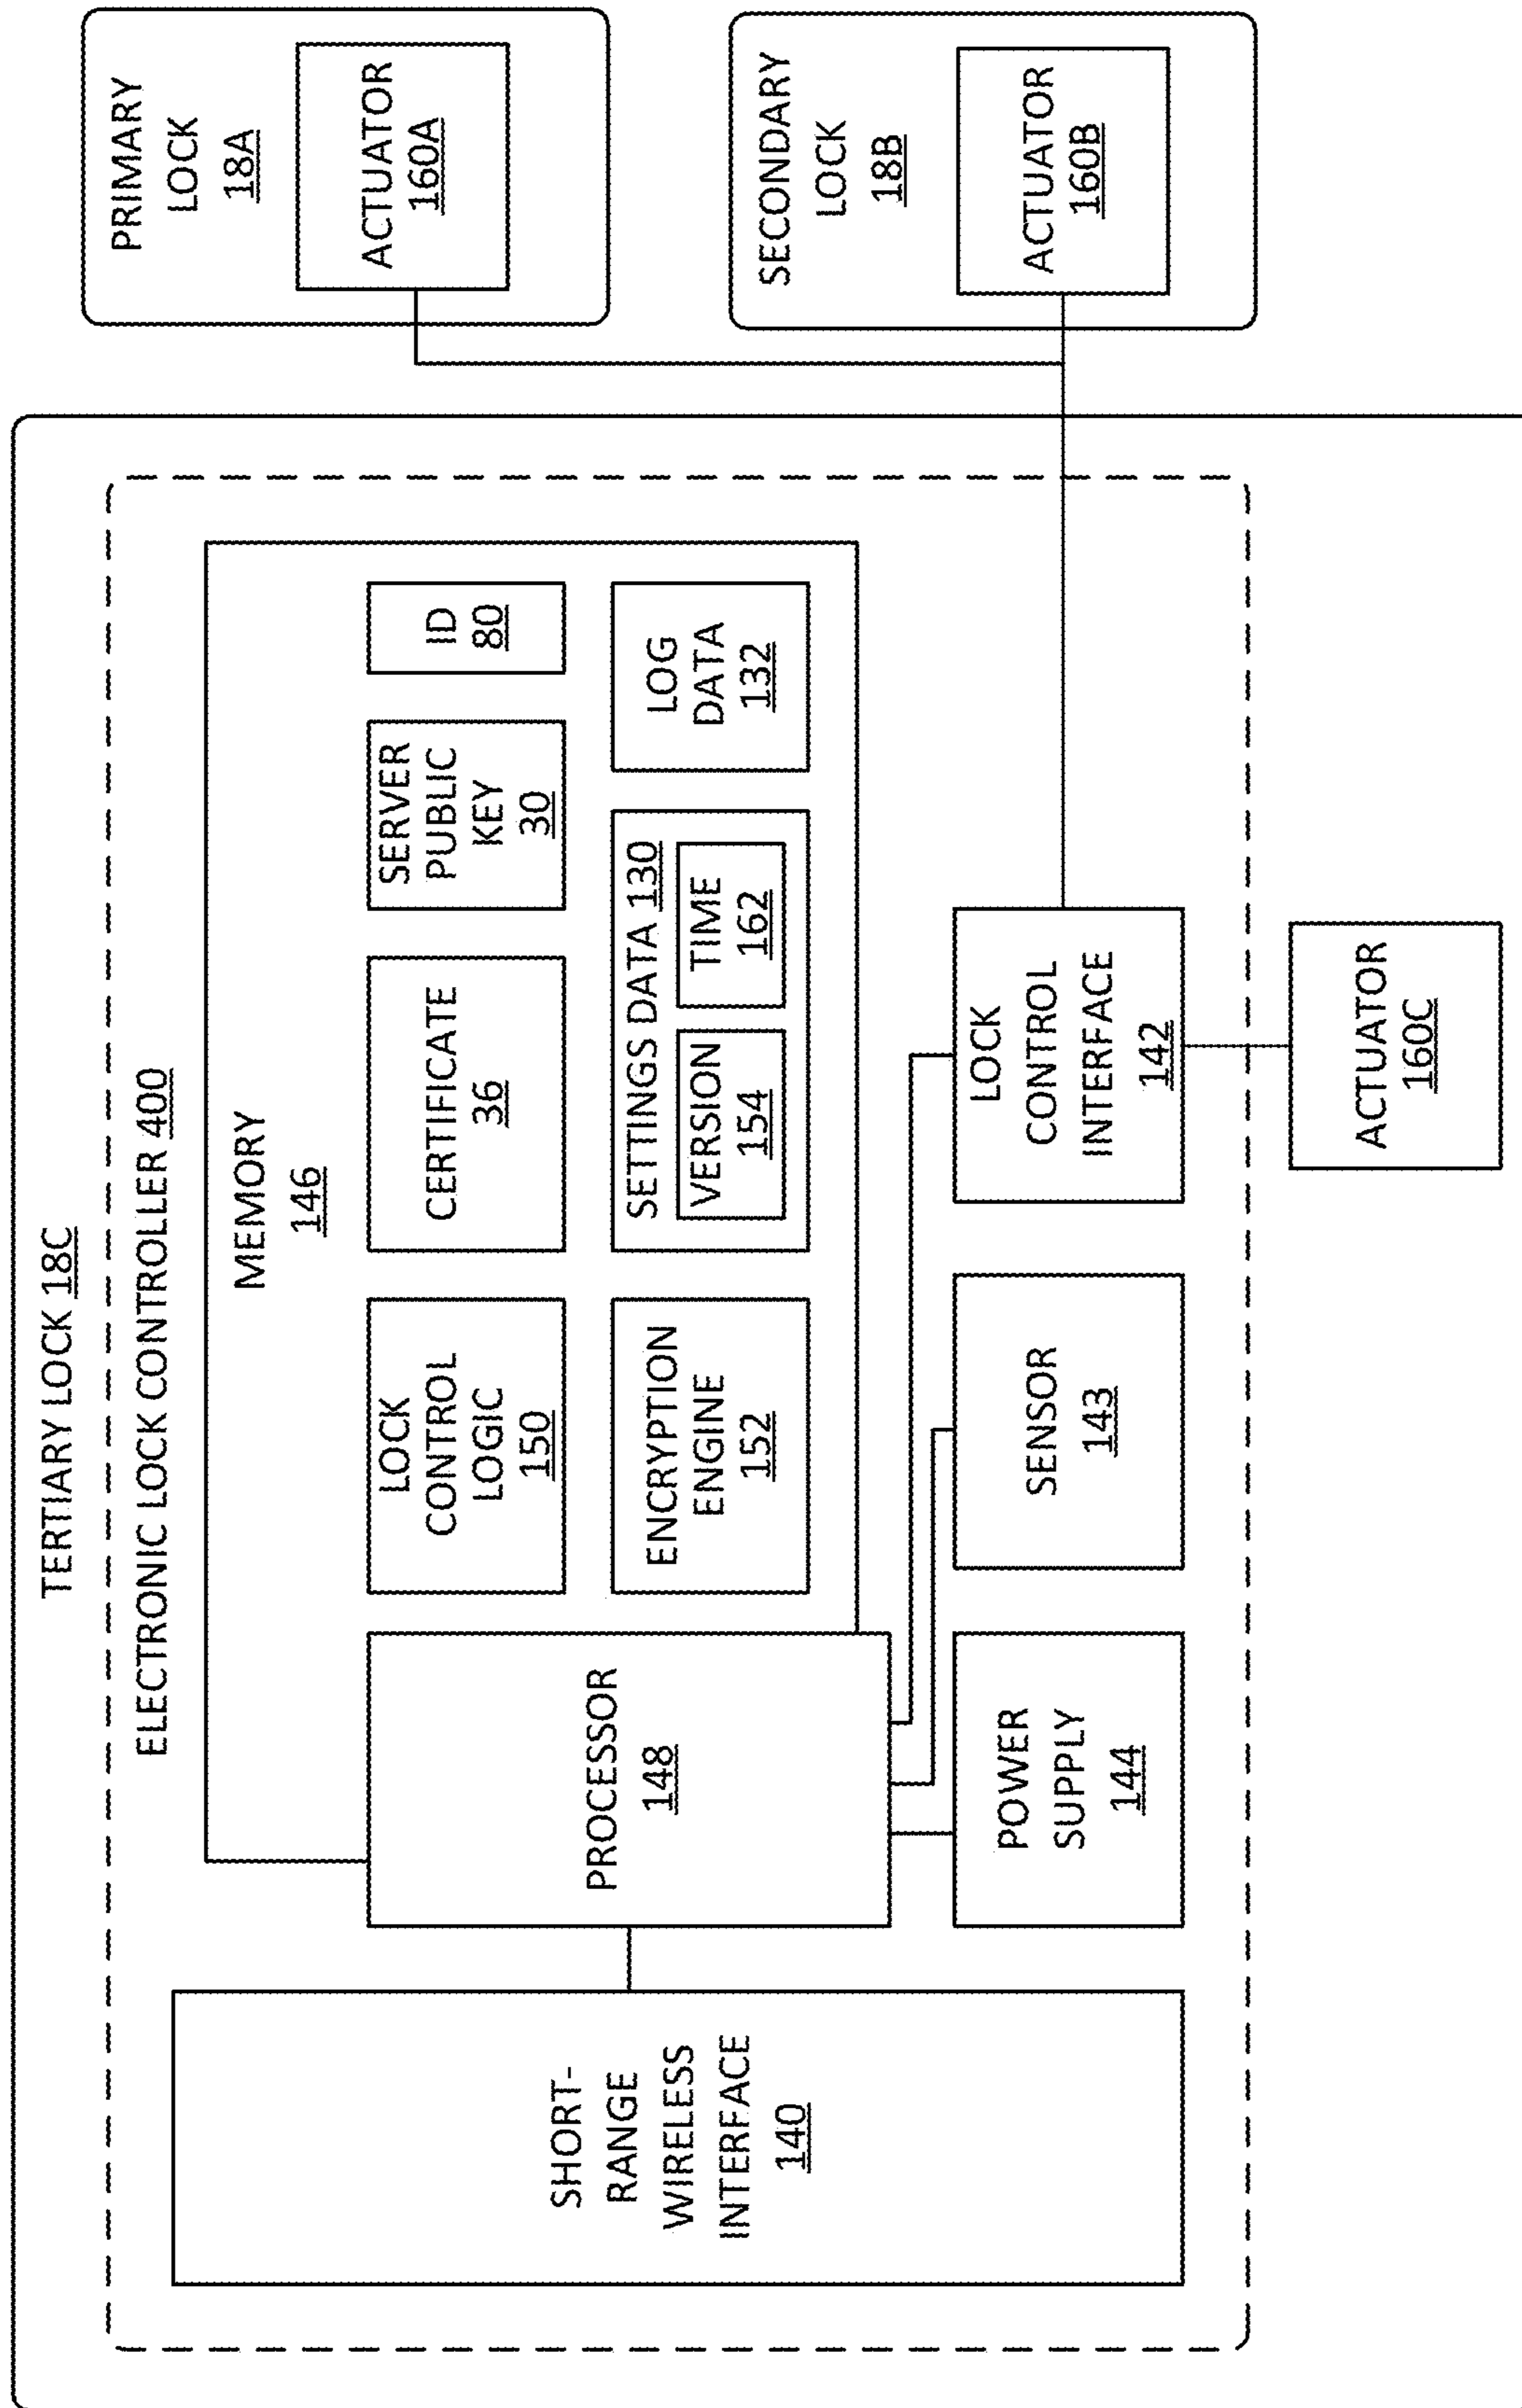 TERTIARY LOCK 18C
ELECTRONIC LOCK CONTROLLER 400
SHORT-
RANGE
WIRELESS
INTERFACE
140
PROCESSOR
148
MEMORY
146
LOCK
CONTROL
LOGIC
150
CERTIFICATE
36
SERVER
PUBLIC
KEY
30
ID
80
ENCRYPTION
ENGINE
152
SETTINGS DATA 130
VERSION
154
TIME
162
LOG
DATA
132
POWER
SUPPLY
144
SENSOR
143
LOCK
CONTROL
INTERFACE
142
ACTUATOR
160C
PRIMARY
LOCK
18A
ACTUATOR
160A
SECONDARY
LOCK
18B
ACTUATOR
160B